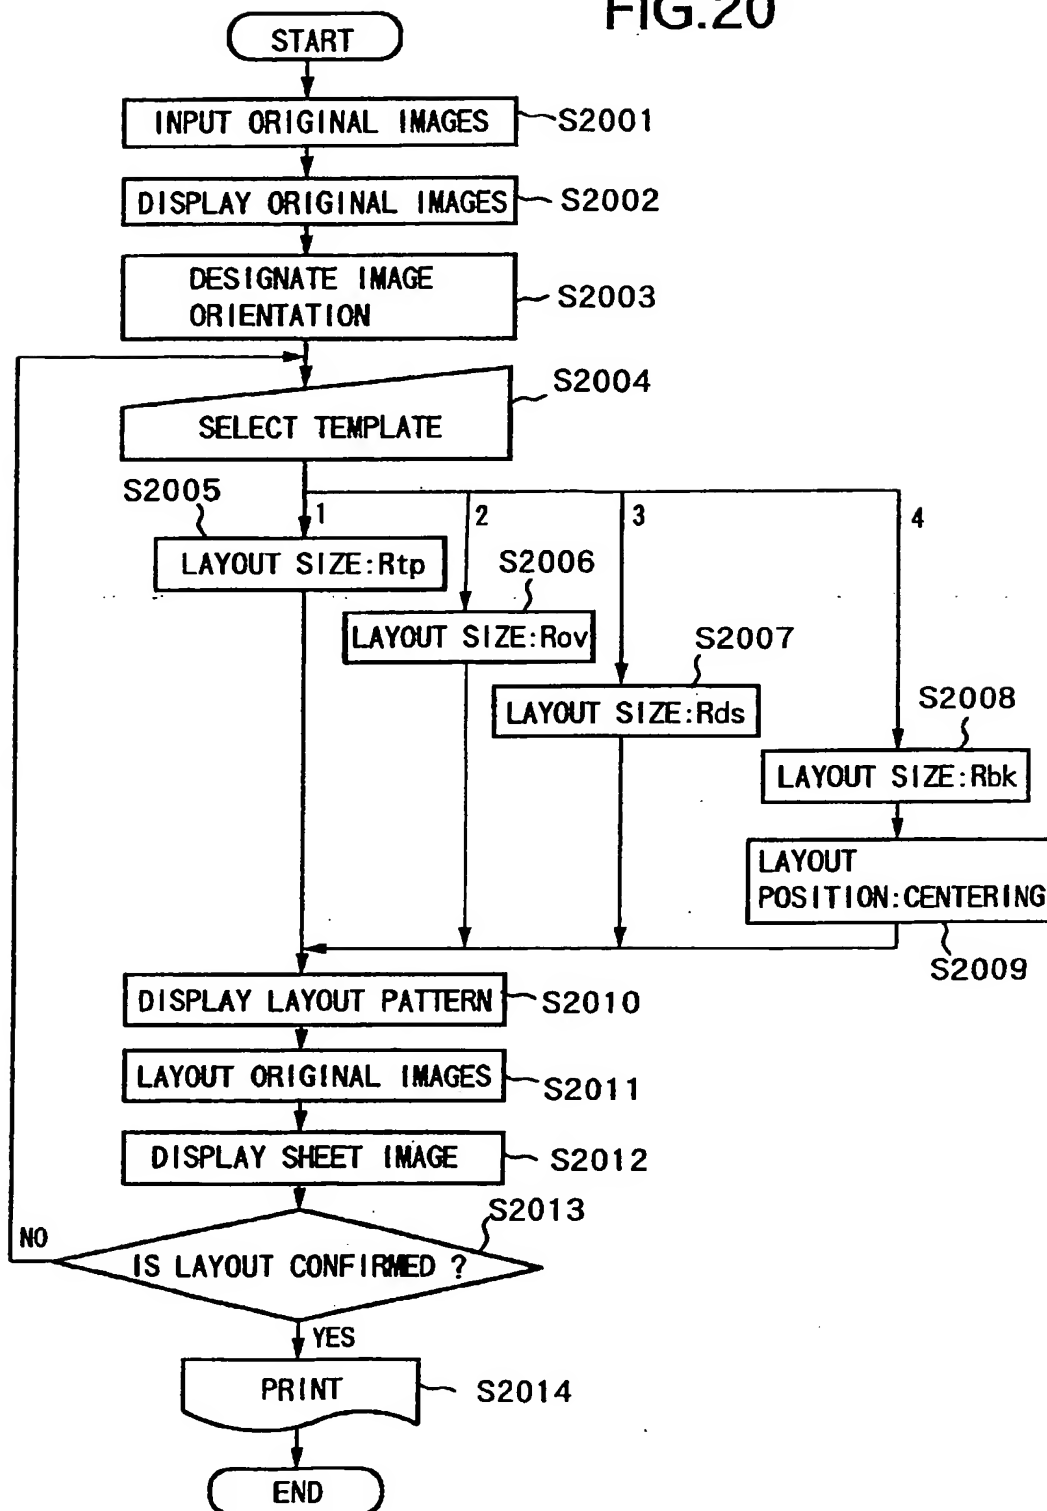 FIG.20
START
INPUT ORIGINAL IMAGES
S2001
DISPLAY ORIGINAL IMAGES
S2002
DESIGNATE IMAGE
ORIENTATION
S2003
S2004
SELECT TEMPLATE
S2005
1
2
3
4
LAYOUT SIZE:Rtp
S2006
LAYOUT SIZE:Rov
S2007
LAYOUT SIZE:Rds
S2008
LAYOUT SIZE:Rbk
LAYOUT
POSITION:CENTERING
S2009
DISPLAY LAYOUT PATTERN
S2010
LAYOUT ORIGINAL IMAGES
S2011
DISPLAY SHEET IMAGE
S2012
S2013
NO
IS LAYOUT CONFIRMED ?
YES
PRINT
S2014
END